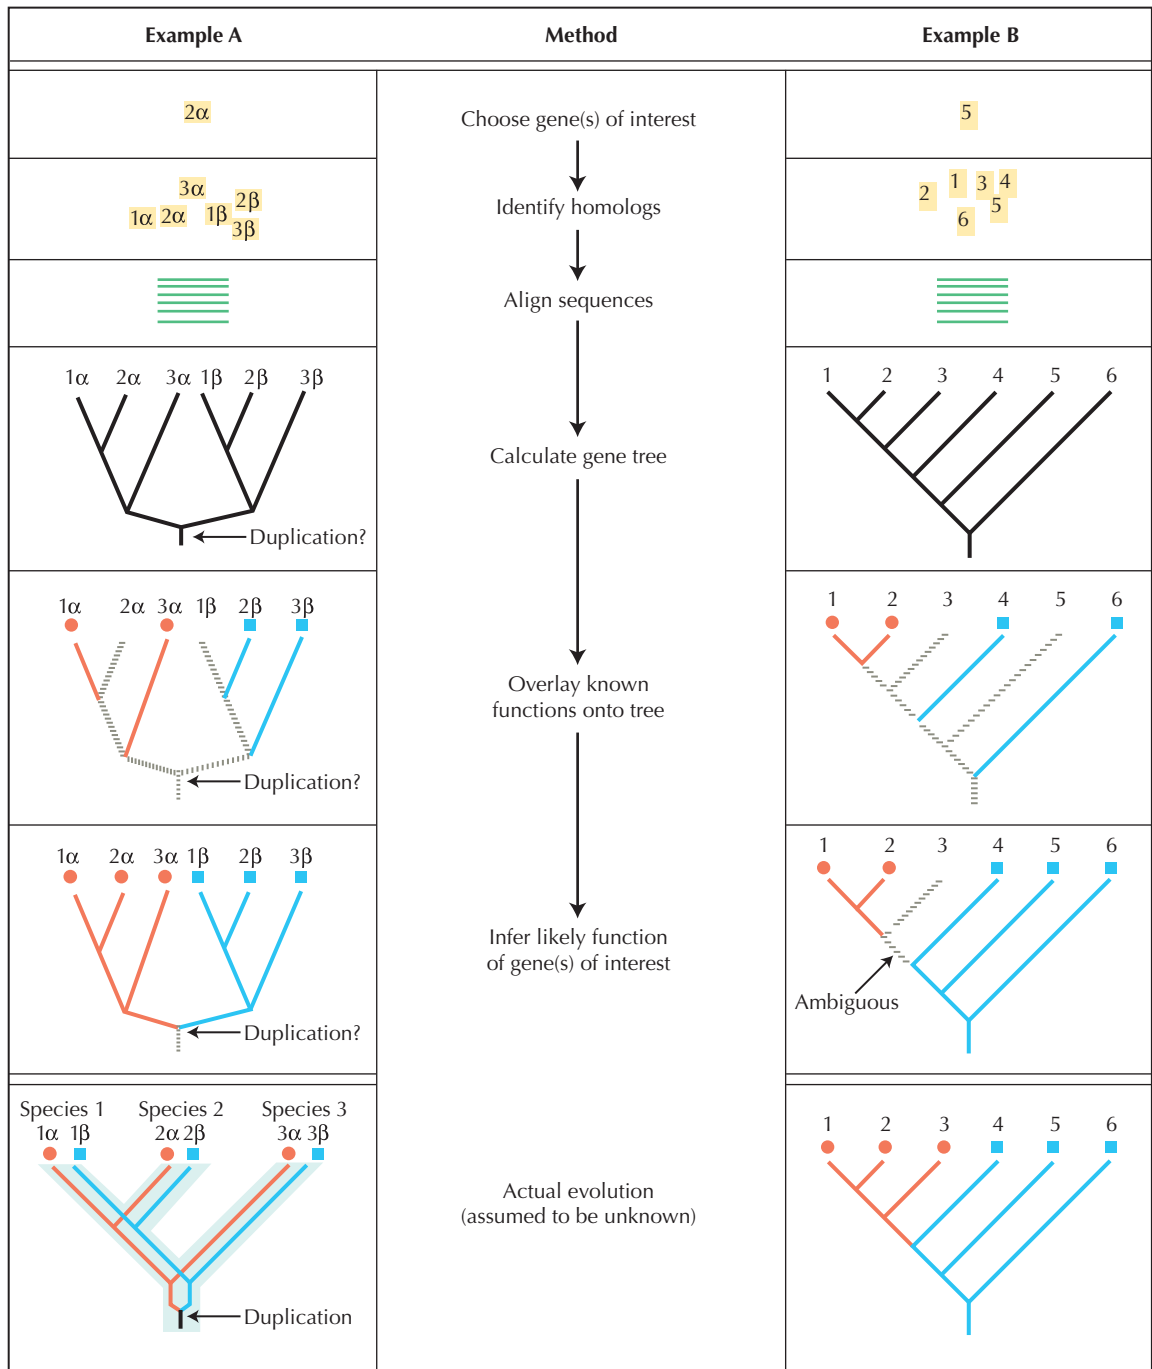 Example A
Method
Example B
2α
Choose gene(s) of interest
5
3α
1α 2α 1β 2β
3β
Identify homologs
2 1 3 4
6 5
Align sequences
1α 2α 3α 1β 2β 3β
Duplication?
Calculate gene tree
1 2 3 4 5 6
1α 2α 3α 1β 2β 3β
Duplication?
Overlay known
functions onto tree
1 2 3 4 5 6
1α 2α 3α 1β 2β 3β
Duplication?
Infer likely function
of gene(s) of interest
1 2 3 4 5 6
Ambiguous
Species 1 Species 2 Species 3
1α 1β 2α 2β 3α 3β
Duplication
Actual evolution
(assumed to be unknown)
1 2 3 4 5 6